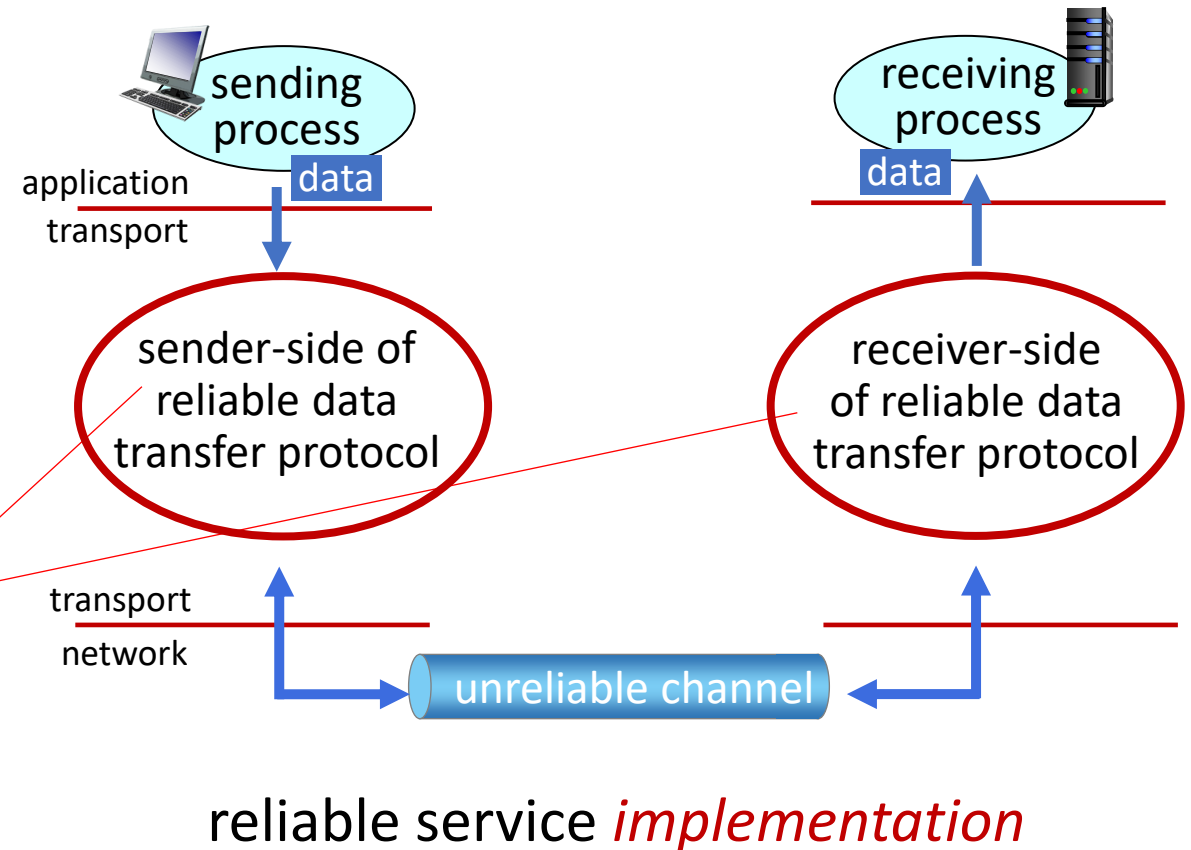 sending
process
data
application
transport
receiving
process
data
sender-side of
reliable data
transfer protocol
receiver-side
of reliable data
transfer protocol
transport
network
unreliable channel
reliable service implementation